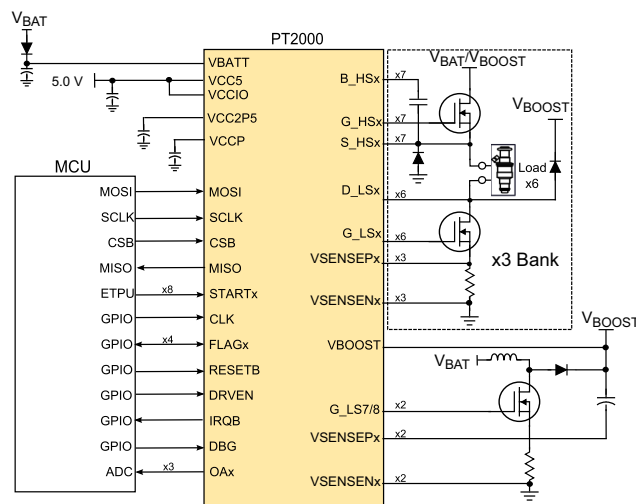 VBAT
PT2000
5.0 V
VBATT
VCC5
VCCIO
VCC2P5
VCCP
MCU
MOSI MOSI
SCLK SCLK
CSB CSB
MISO MISO
ETPU x8 STARTx
GPIO CLK
GPIO x4 FLAGx
GPIO RESETB
GPIO DRVEN
GPIO IRQB
GPIO DBG
ADC x3 OAx
B_HSx x7
G_HSx x7
S_HSx x7
D_LSx x6
G_LSx x6
VSENSEPx x3
VSENSENx x3
VBOOST
G_LS7/8 x2
VSENSEPx x2
VSENSENx x2
VBAT/VBOOST
VBOOST
Load
x6
x3 Bank
VBOOST
VBAT